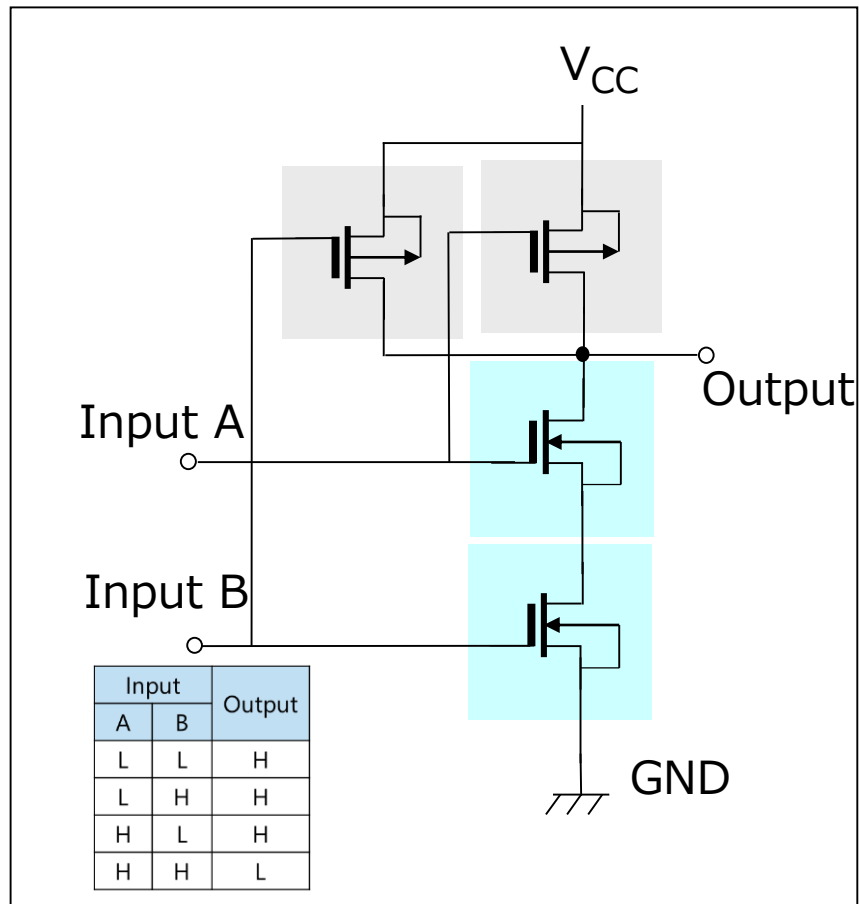 VCC
Output
Input A
Input B
GND
Input Output
A B
L L H
L H H
H L H
H H L